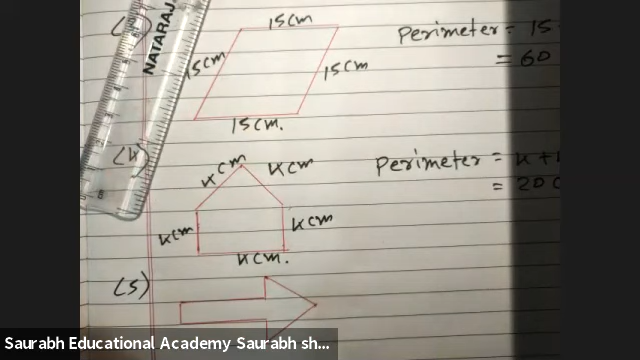 15cm
Perimeter = 15
NATARAJ
15cm
15cm
= 60
15cm.
4cm
4cm
(4)
Perimeter = 4 +
= 20
4cm
4cm
4cm.
(5)
Saurabh Educational Academy Saurabh sh...